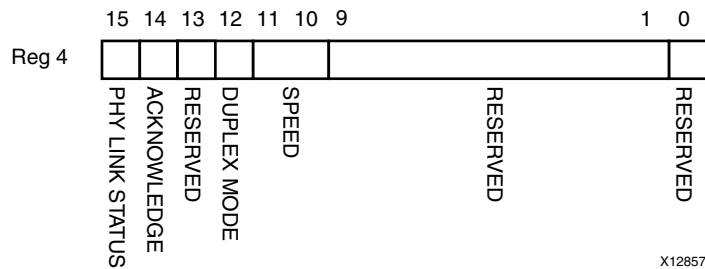 15 14 13 12 11 10 9 1 0
Reg 4
PHY LINK STATUS
ACKNOWLEDGE
RESERVED
DUPLEX MODE
SPEED
RESERVED
RESERVED
X12857